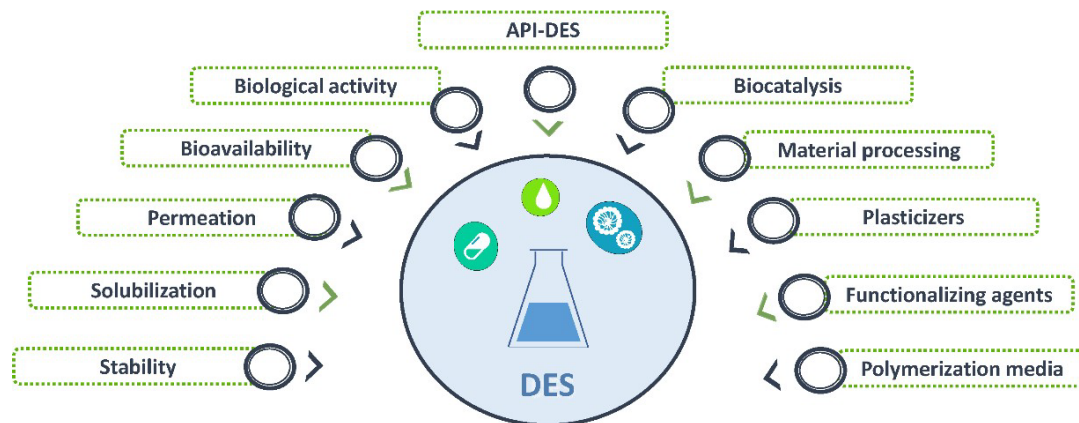 API-DES
Biological activity
Biocatalysis
Bioavailability
Material processing
Permeation
Plasticizers
Solubilization
Functionalizing agents
Stability
Polymerization media
DES